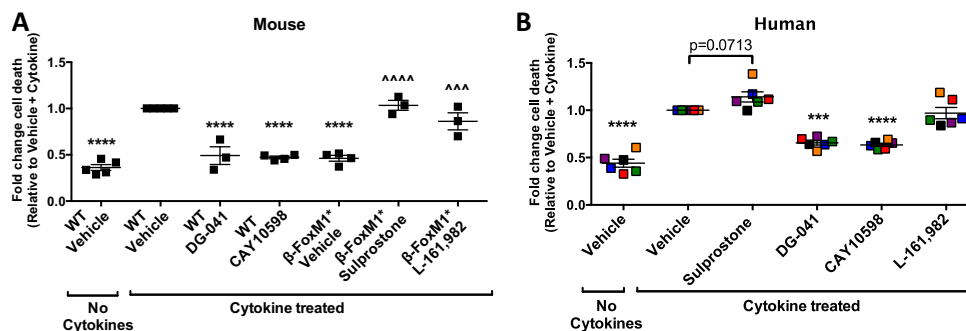 A
Mouse
Fold change cell death
(Relative to Vehicle + Cytokine)
1.5
1.0
0.5
0.0
****
****
****
****
^^^^
^^^
WT
Vehicle
WT
Vehicle
WT
DG-041
WT
CAY10598
β-FoxM1*
Vehicle
β-FoxM1*
Sulprostone
β-FoxM1*
L-161,982
No
Cytokines
Cytokine treated
B
Human
Fold change cell death
(Relative to Vehicle + Cytokine)
1.5
1.0
0.5
0.0
p=0.0713
****
***
****
Vehicle
Vehicle
Sulprostone
DG-041
CAY10598
L-161,982
No
Cytokines
Cytokine treated